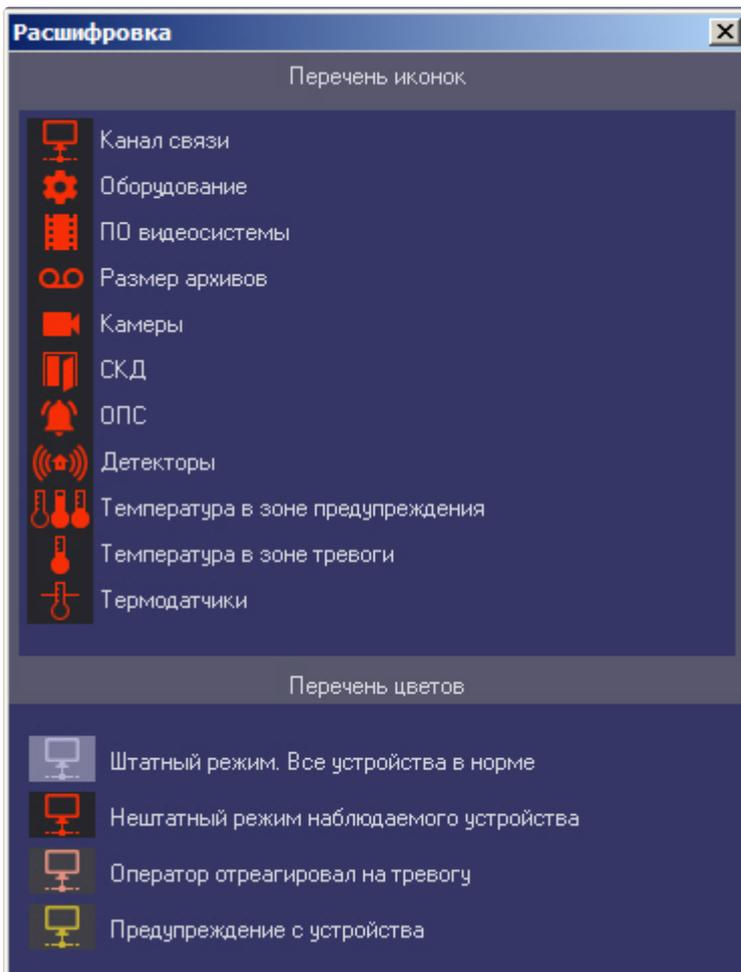 Расшифровка
Перечень иконок
Канал связи
Оборудование
ПО видеосистемы
Размер архивов
Камеры
СКД
ОПС
Детекторы
Температура в зоне предупреждения
Температура в зоне тревоги
Термодатчики
Перечень цветов
Штатный режим. Все устройства в норме
Нештатный режим наблюдаемого устройства
Оператор отреагировал на тревогу
Предупреждение с устройства